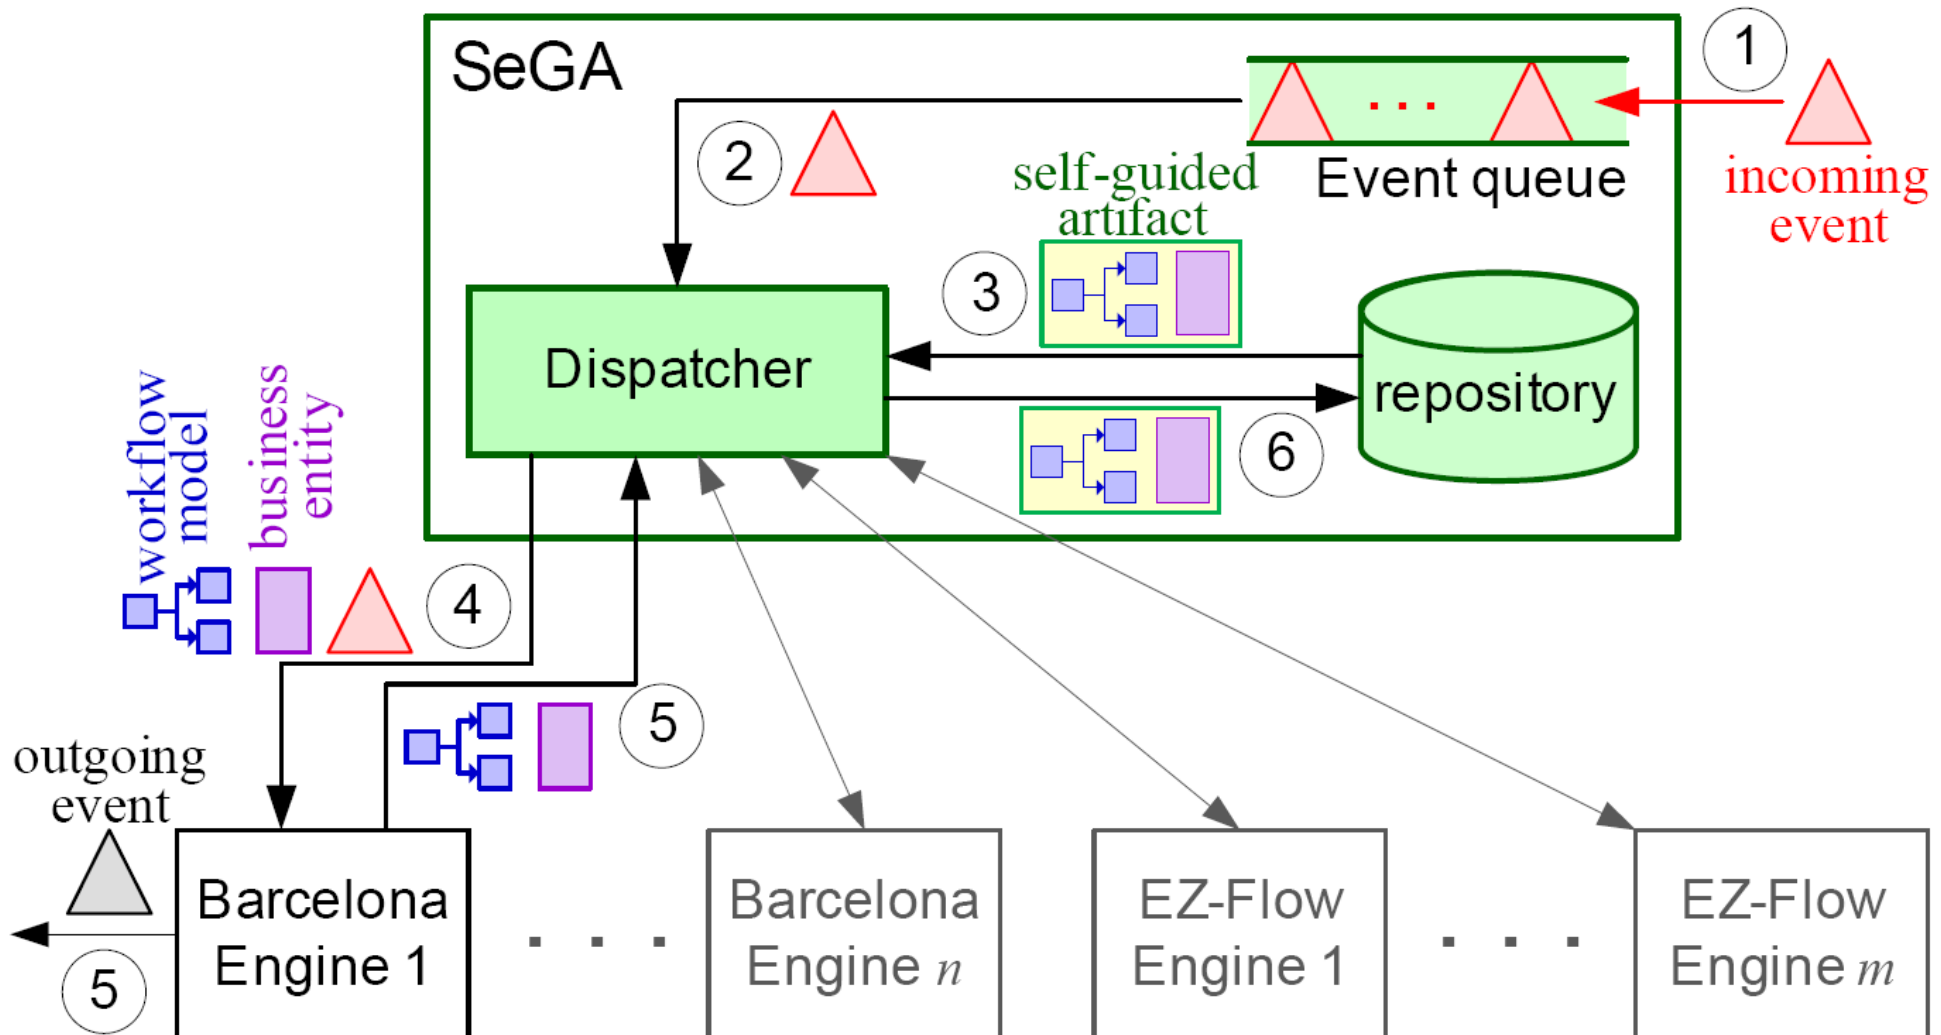 SeGA
1
. . .
incoming
event
2
Event queue
self-guided
artifact
3
Dispatcher
repository
6
workflow
model
business
entity
4
5
outgoing
event
5
Barcelona
Engine 1
. . .
Barcelona
Engine n
EZ-Flow
Engine 1
. . .
EZ-Flow
Engine m